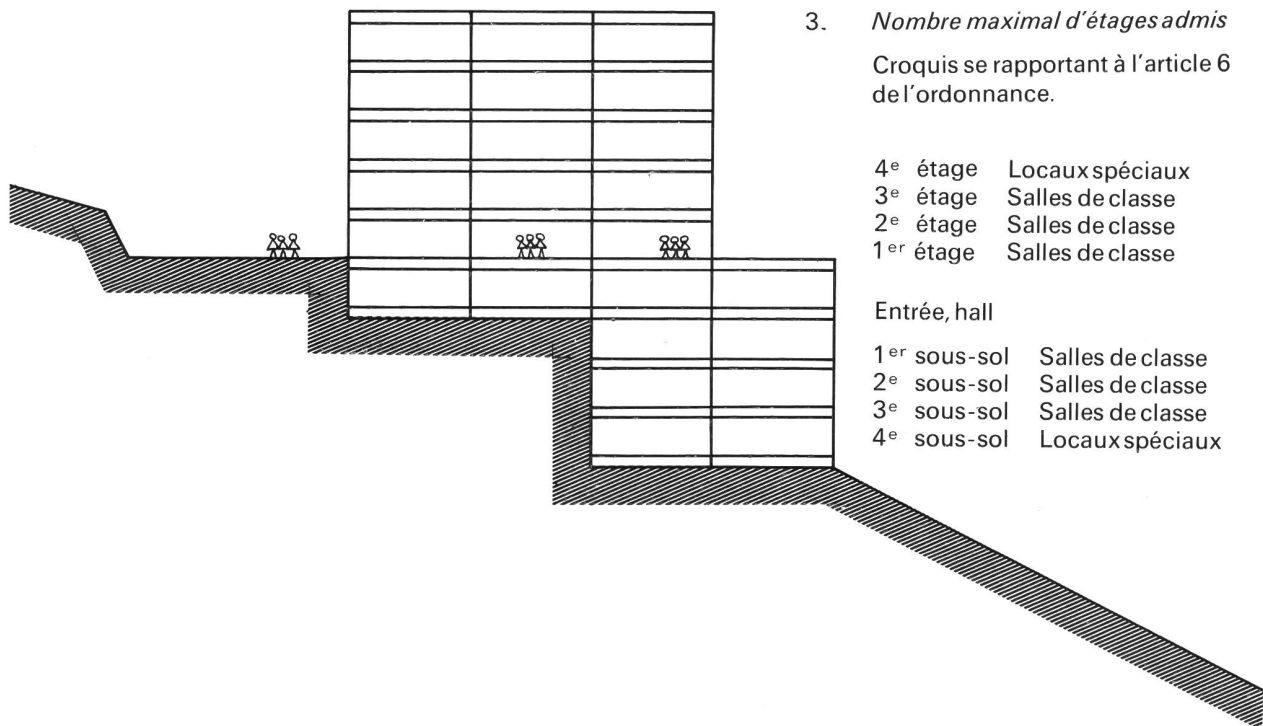 3. Nombre maximal d'étages admis
Croquis se rapportant à l'article 6
de l'ordonnance.
4e étage Locaux spéciaux
3e étage Salles de classe
2e étage Salles de classe
1er étage Salles de classe
Entrée, hall
1er sous-sol Salles de classe
2e sous-sol Salles de classe
3e sous-sol Salles de classe
4e sous-sol Locaux spéciaux